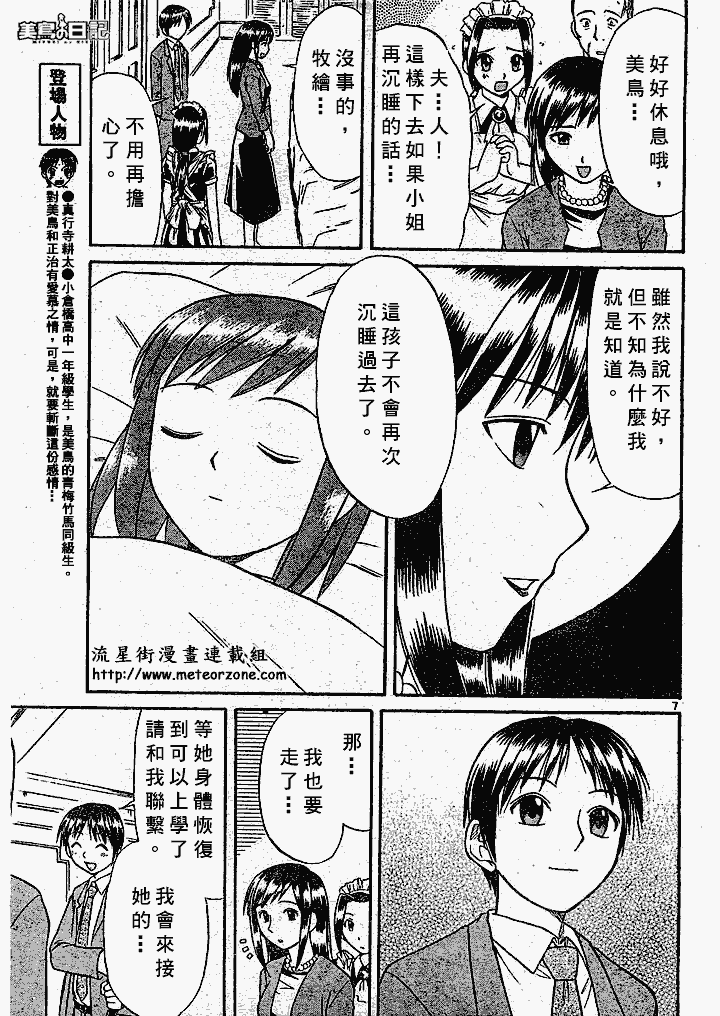 好好休息哦，
美鳥⋯
夫⋯人！
這樣下去如果小姐
再沉睡的話⋯
沒事的，
牧繪⋯
不用再擔
心了。
美鳥の日記
登場人物
●真行寺耕太●小倉橋高中一年級學生，是美鳥的青梅竹馬同級生。
對美鳥和正治有愛慕之情，可是，就要斬斷這份感情⋯
雖然我說不好，
但不知為什麼我
就是知道。
這孩子不會再次
沉睡過去了。
流星街漫畫連載組
http://www.meteorzone.com
7
那⋯
我也要
走了⋯
等她身體恢復
到可以上學了
請和我聯繫。
我會來接
她的⋯